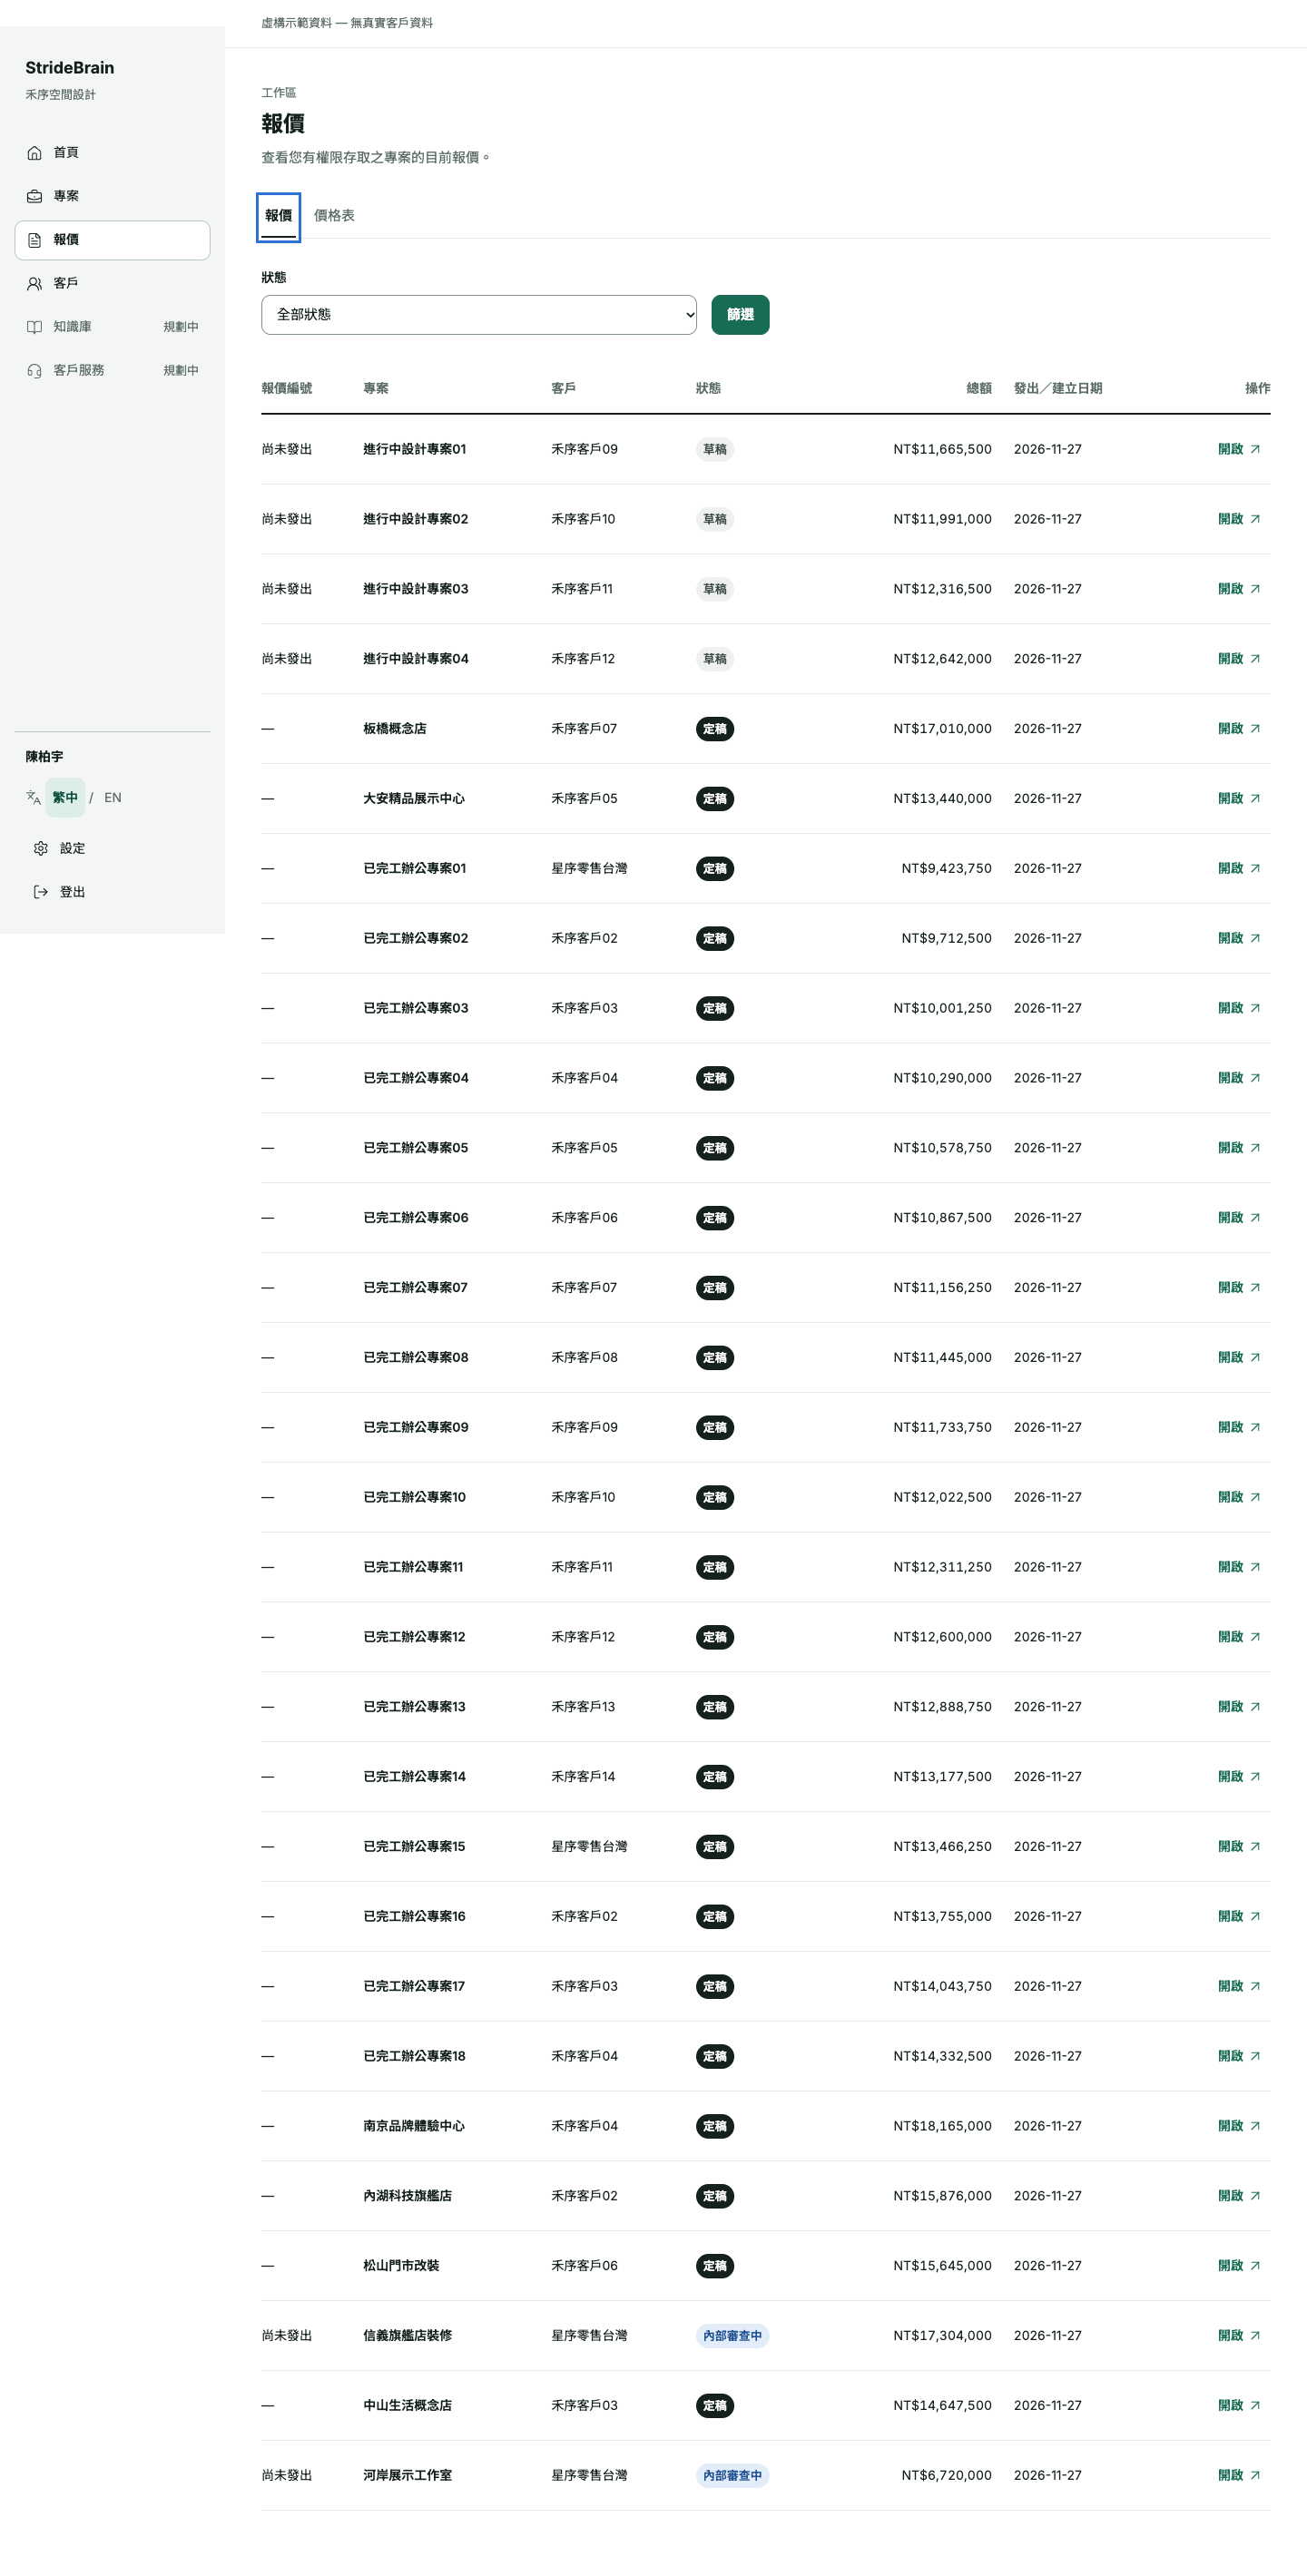 虛構示範資料 — 無真實客戶資料
StrideBrain
禾序空間設計
首頁
專案
報價
客戶
知識庫 規劃中
客戶服務 規劃中
陳柏宇
繁中 / EN
設定
登出
工作區
報價
查看您有權限存取之專案的目前報價。
報價 價格表
狀態
全部狀態 篩選
報價編號 專案 客戶 狀態 總額 發出／建立日期 操作
尚未發出 進行中設計專案01 禾序客戶09 草稿 NT$11,665,500 2026-11-27 開啟
尚未發出 進行中設計專案02 禾序客戶10 草稿 NT$11,991,000 2026-11-27 開啟
尚未發出 進行中設計專案03 禾序客戶11 草稿 NT$12,316,500 2026-11-27 開啟
尚未發出 進行中設計專案04 禾序客戶12 草稿 NT$12,642,000 2026-11-27 開啟
— 板橋概念店 禾序客戶07 定稿 NT$17,010,000 2026-11-27 開啟
— 大安精品展示中心 禾序客戶05 定稿 NT$13,440,000 2026-11-27 開啟
— 已完工辦公專案01 星序零售台灣 定稿 NT$9,423,750 2026-11-27 開啟
— 已完工辦公專案02 禾序客戶02 定稿 NT$9,712,500 2026-11-27 開啟
— 已完工辦公專案03 禾序客戶03 定稿 NT$10,001,250 2026-11-27 開啟
— 已完工辦公專案04 禾序客戶04 定稿 NT$10,290,000 2026-11-27 開啟
— 已完工辦公專案05 禾序客戶05 定稿 NT$10,578,750 2026-11-27 開啟
— 已完工辦公專案06 禾序客戶06 定稿 NT$10,867,500 2026-11-27 開啟
— 已完工辦公專案07 禾序客戶07 定稿 NT$11,156,250 2026-11-27 開啟
— 已完工辦公專案08 禾序客戶08 定稿 NT$11,445,000 2026-11-27 開啟
— 已完工辦公專案09 禾序客戶09 定稿 NT$11,733,750 2026-11-27 開啟
— 已完工辦公專案10 禾序客戶10 定稿 NT$12,022,500 2026-11-27 開啟
— 已完工辦公專案11 禾序客戶11 定稿 NT$12,311,250 2026-11-27 開啟
— 已完工辦公專案12 禾序客戶12 定稿 NT$12,600,000 2026-11-27 開啟
— 已完工辦公專案13 禾序客戶13 定稿 NT$12,888,750 2026-11-27 開啟
— 已完工辦公專案14 禾序客戶14 定稿 NT$13,177,500 2026-11-27 開啟
— 已完工辦公專案15 星序零售台灣 定稿 NT$13,466,250 2026-11-27 開啟
— 已完工辦公專案16 禾序客戶02 定稿 NT$13,755,000 2026-11-27 開啟
— 已完工辦公專案17 禾序客戶03 定稿 NT$14,043,750 2026-11-27 開啟
— 已完工辦公專案18 禾序客戶04 定稿 NT$14,332,500 2026-11-27 開啟
— 南京品牌體驗中心 禾序客戶04 定稿 NT$18,165,000 2026-11-27 開啟
— 內湖科技旗艦店 禾序客戶02 定稿 NT$15,876,000 2026-11-27 開啟
— 松山門市改裝 禾序客戶06 定稿 NT$15,645,000 2026-11-27 開啟
尚未發出 信義旗艦店裝修 星序零售台灣 內部審查中 NT$17,304,000 2026-11-27 開啟
— 中山生活概念店 禾序客戶03 定稿 NT$14,647,500 2026-11-27 開啟
尚未發出 河岸展示工作室 星序零售台灣 內部審查中 NT$6,720,000 2026-11-27 開啟